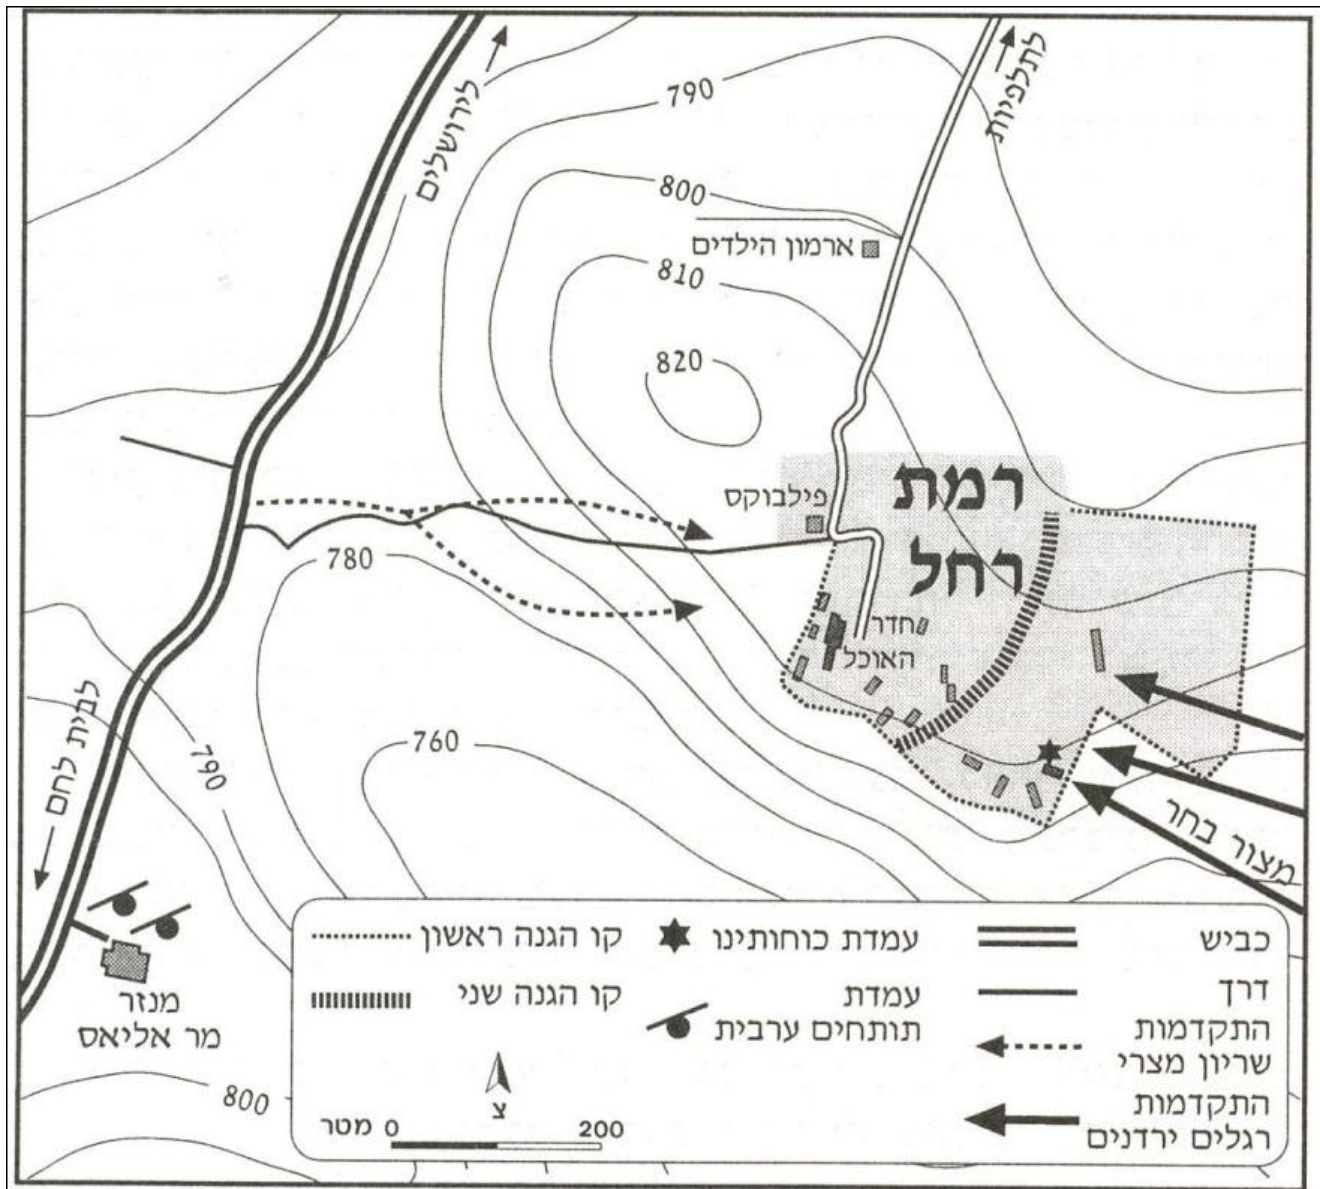 לירושלים
לתלפיות
790
800
ארמון הילדים
810
820
רמת
רחל
פילבוקס
חדר
האוכל
780
760
790
לבית לחם
מצור בחר
מנזר
מר אליאס
800
כביש
דרך
התקדמות
שריון מצרי
התקדמות
רגלים ירדנים
עמדת כוחותינו
עמדת
תותחים ערבית
קו הגנה ראשון
קו הגנה שני
צ
מטר 0 200